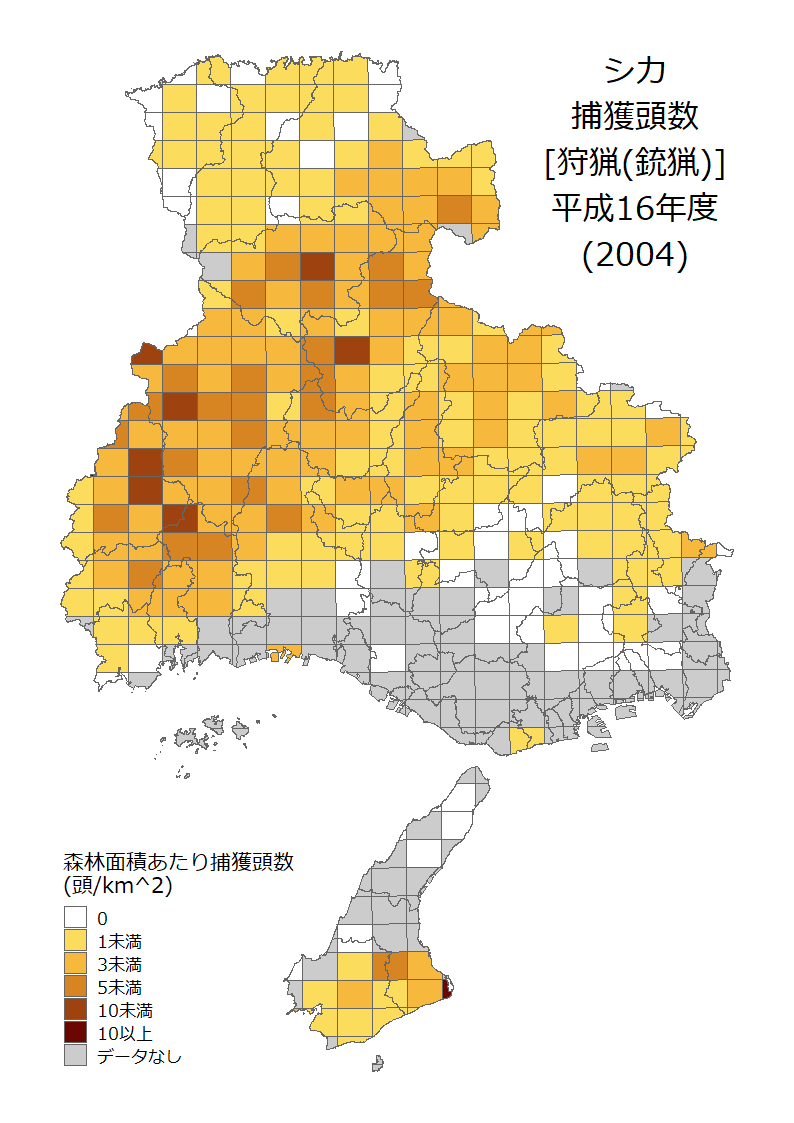 シカ
捕獲頭数
[狩猟(銃猟)]
平成16年度
(2004)
森林面積あたり捕獲頭数
(頭/km^2)
0
1未満
3未満
5未満
10未満
10以上
データなし